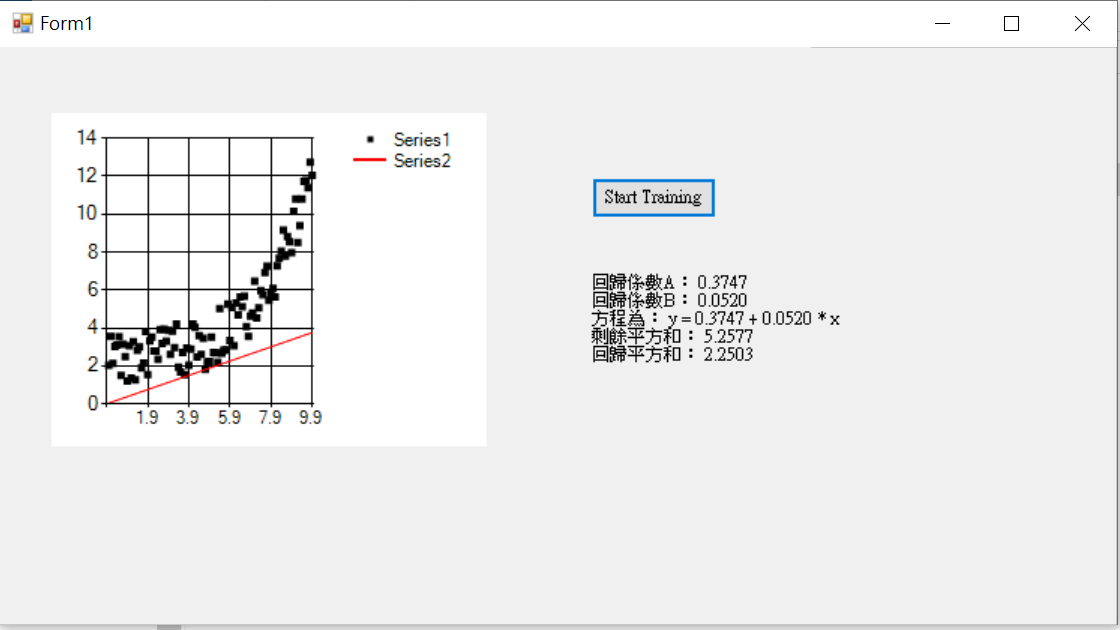 Form1
14
12
10
8
6
4
2
0
1.9 3.9 5.9 7.9 9.9
Series1
Series2
Start Training
回歸係數A： 0.3747
回歸係數B： 0.0520
方程為： y = 0.3747 + 0.0520 * x
剩餘平方和： 5.2577
回歸平方和： 2.2503